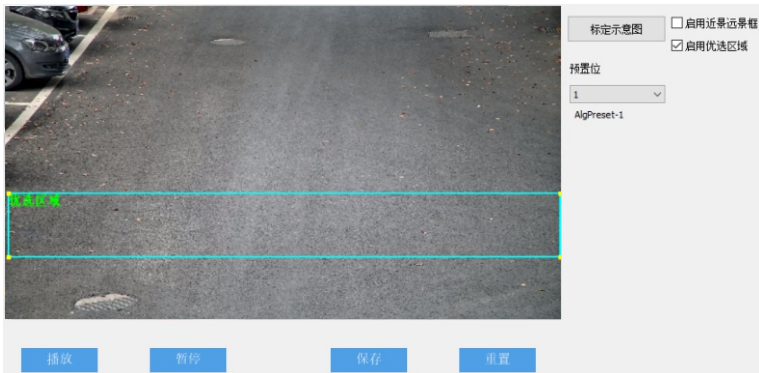 标定示意图
启用近景远景框
启用优选区域
预置位
1
AlgPreset-1
优选区域
播放
暂停
保存
重置